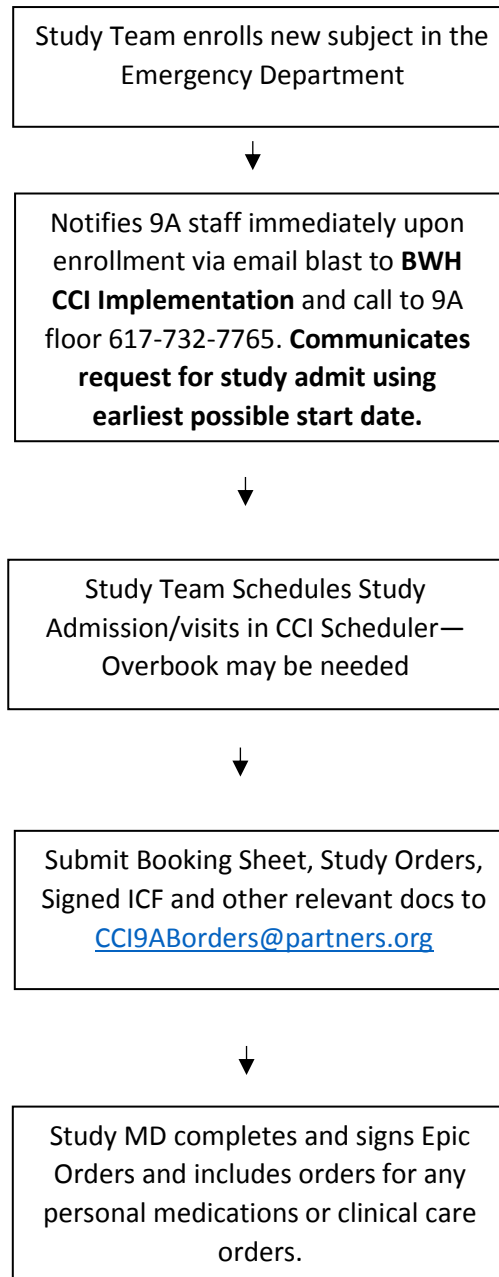 Study Team enrolls new subject in the
Emergency Department
Notifies 9A staff immediately upon
enrollment via email blast to BWH
CCI Implementation and call to 9A
floor 617-732-7765. Communicates
request for study admit using
earliest possible start date.
Study Team Schedules Study
Admission/visits in CCI Scheduler—
Overbook may be needed
Submit Booking Sheet, Study Orders,
Signed ICF and other relevant docs to
CCI9ABorders@partners.org
Study MD completes and signs Epic
Orders and includes orders for any
personal medications or clinical care
orders.